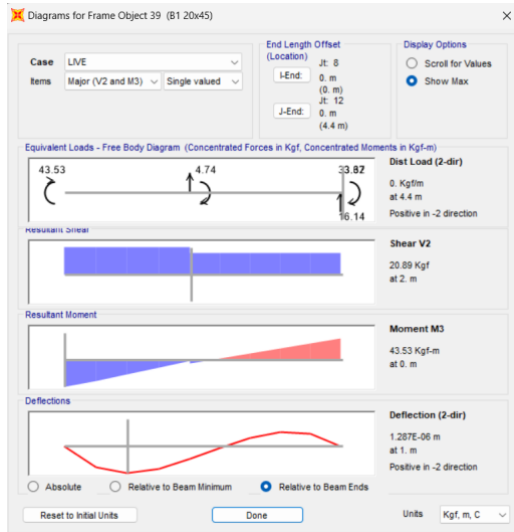 Diagrams for Frame Object 39 (B1 20x45)
Case LIVE
Items Major (V2 and M3) Single valued
End Length Offset
(Location)
Jt: 8
I-End: 0. m
(0. m)
Jt: 12
J-End: 0. m
(4.4 m)
Display Options
Scroll for Values
Show Max
Equivalent Loads - Free Body Diagram (Concentrated Forces in Kgf, Concentrated Moments in Kgf-m)
43.53
4.74
16.14
Dist Load (2-dir)
0. Kgf/m
at 4.4 m
Positive in -2 direction
Resultant Shear
Shear V2
20.89 Kgf
at 2. m
Resultant Moment
Moment M3
43.53 Kgf-m
at 0. m
Deflections
Deflection (2-dir)
1.287E-06 m
at 1. m
Positive in -2 direction
Absolute
Relative to Beam Minimum
Relative to Beam Ends
Reset to Initial Units
Done
Units Kgf, m, C